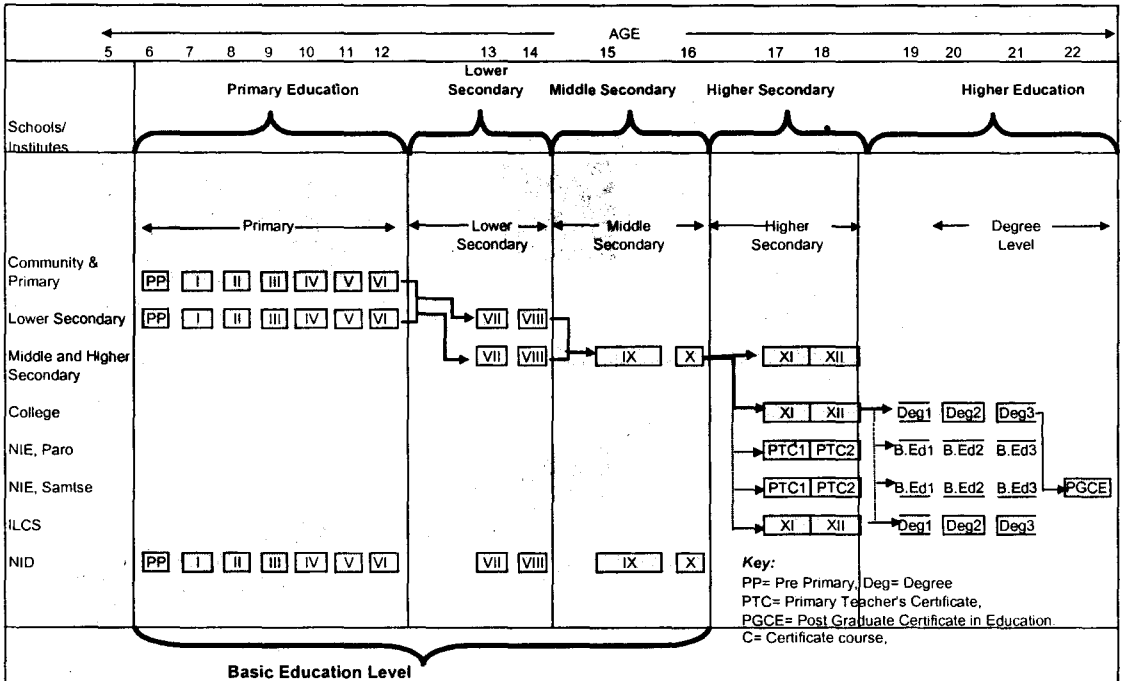 AGE
5 6 7 8 9 10 11 12 13 14 15 16 17 18 19 20 21 22
Primary Education
Lower
Secondary
Middle Secondary
Higher Secondary
Higher Education
Schools/
Institutes
Primary
Lower
Secondary
Middle
Secondary
Higher
Secondary
Degree
Level
Community &
Primary
PP I II III IV V VI
Lower Secondary
PP I II III IV V VI VII VIII
Middle and Higher
Secondary
VII VIII IX X XI XII
College
XI XII Deg1 Deg2 Deg3
NIE, Paro
PTC1 PTC2 B.Ed1 B.Ed2 B.Ed3
NIE, Samtse
PTC1 PTC2 B.Ed1 B.Ed2 B.Ed3 PGCE
ILCS
XI XII Deg1 Deg2 Deg3
NID
PP I II III IV V VI VII VIII IX X
Key:
PP= Pre Primary, Deg= Degree
PTC= Primary Teacher's Certificate,
PGCE= Post Graduate Certificate in Education
C= Certificate course,
Basic Education Level